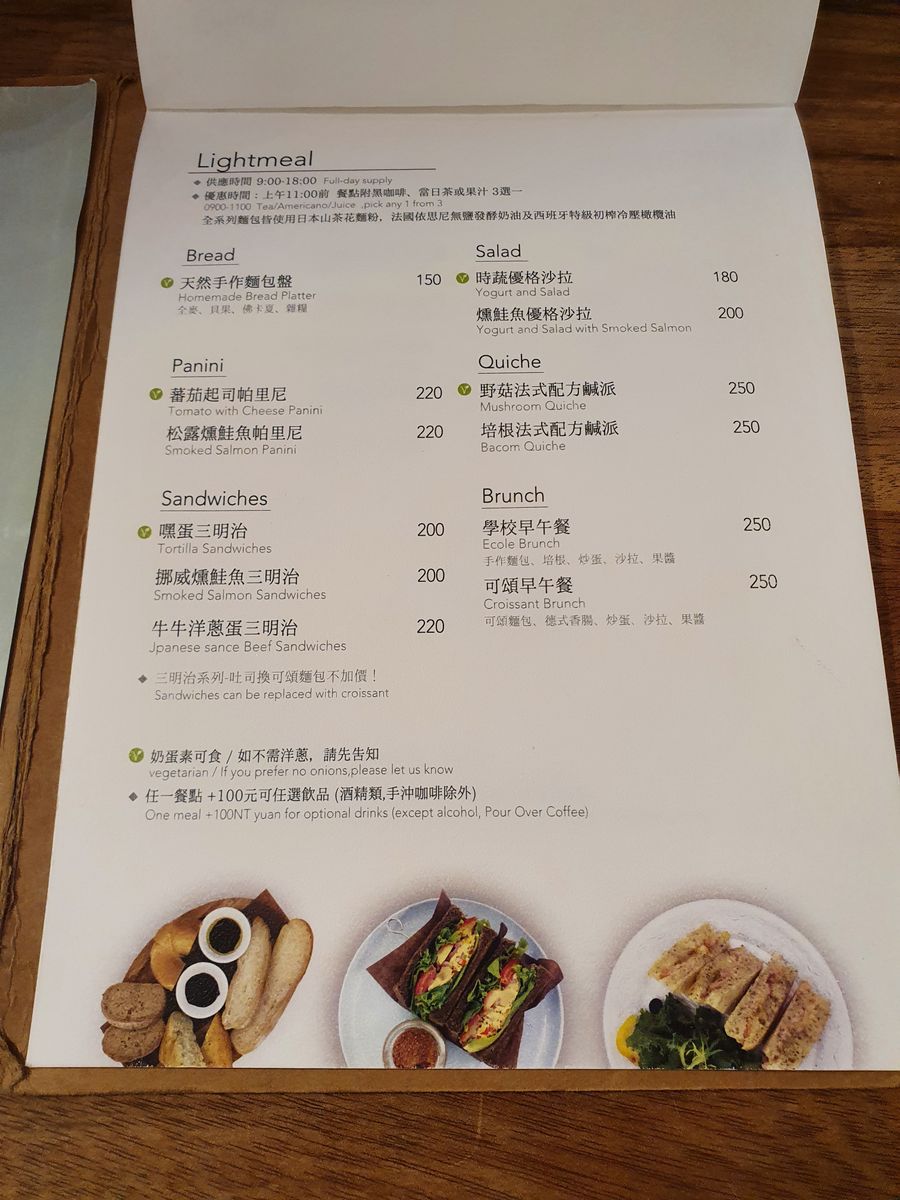 Lightmeal
◆ 供應時間 9:00-18:00 Full-day supply
◆ 優惠時間：上午11:00前 餐點附黑咖啡、當日茶或果汁 3選一
0900-1100 Tea/Americano/Juice .,pick any 1 from 3
全系列麵包皆使用日本山茶花麵粉，法國依思尼無鹽發酵奶油及西班牙特級初榨冷壓橄欖油
Bread
天然手作麵包盤 150
Homemade Bread Platter
全麥、貝果、佛卡夏、雜糧
Salad
時蔬優格沙拉 180
Yogurt and Salad
燻鮭魚優格沙拉 200
Yogurt and Salad with Smoked Salmon
Panini
蕃茄起司帕里尼 220
Tomato with Cheese Panini
松露燻鮭魚帕里尼 220
Smoked Salmon Panini
Quiche
野菇法式配方鹹派 250
Mushroom Quiche
培根法式配方鹹派 250
Bacom Quiche
Sandwiches
嘿蛋三明治 200
Tortilla Sandwiches
挪威燻鮭魚三明治 200
Smoked Salmon Sandwiches
牛牛洋蔥蛋三明治 220
Jpanese sance Beef Sandwiches
◆ 三明治系列-吐司換可頌麵包不加價！
Sandwiches can be replaced with croissant
Brunch
學校早午餐 250
Ecole Brunch
手作麵包、培根、炒蛋、沙拉、果醬
可頌早午餐 250
Croissant Brunch
可頌麵包、德式香腸、炒蛋、沙拉、果醬
奶蛋素可食 / 如不需洋蔥，請先告知
vegetarian / If you prefer no onions,please let us know
◆ 任一餐點 +100元可任選飲品 (酒精類,手沖咖啡除外)
One meal +100NT yuan for optional drinks (except alcohol, Pour Over Coffee)